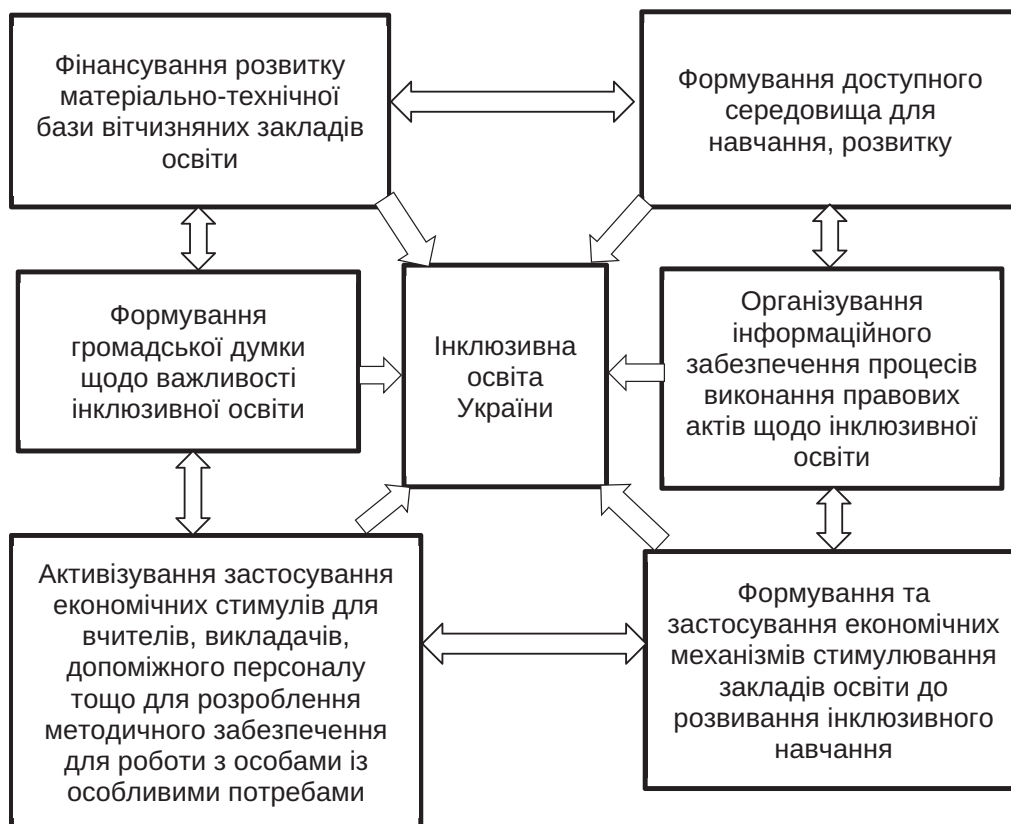 Фінансування розвитку
матеріально-технічної
бази вітчизняних закладів
освіти
Формування доступного
середовища для
навчання, розвитку
Формування
громадської думки
щодо важливості
інклюзивної освіти
Інклюзивна
освіта
України
Організування
інформаційного
забезпечення процесів
виконання правових
актів щодо інклюзивної
освіти
Активізування застосування
економічних стимулів для
вчителів, викладачів,
допоміжного персоналу
тощо для розроблення
методичного забезпечення
для роботи з особами із
особливими потребами
Формування та
застосування економічних
механізмів стимулювання
закладів освіти до
розвивання інклюзивного
навчання